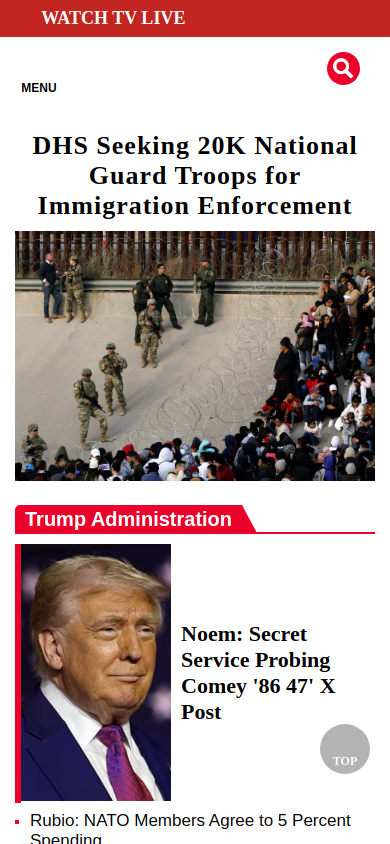 WATCH TV LIVE
MENU
DHS Seeking 20K National
Guard Troops for
Immigration Enforcement
Trump Administration
Noem: Secret
Service Probing
Comey '86 47' X
Post
TOP
Rubio: NATO Members Agree to 5 Percent
Spending